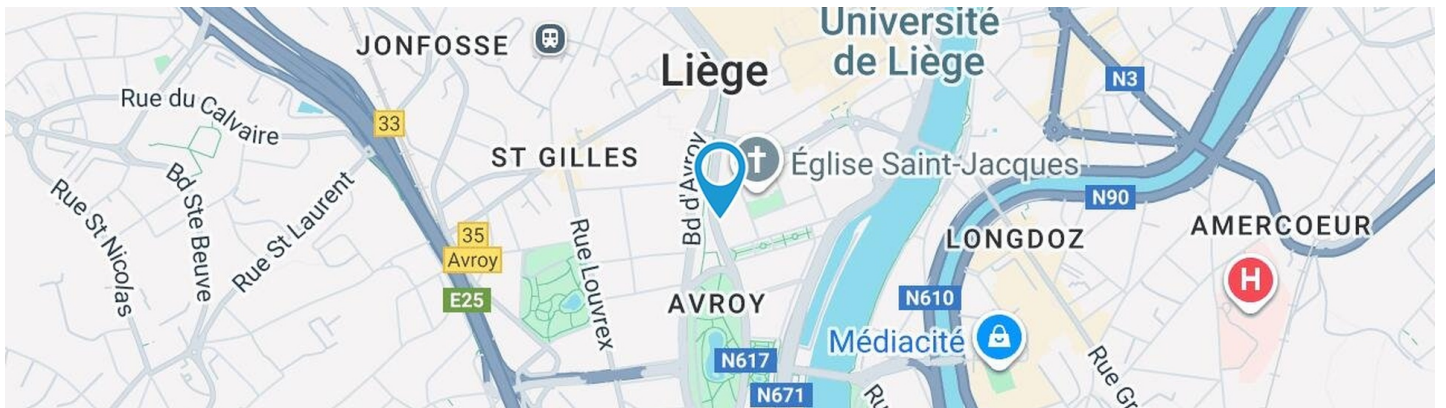 Université
de Liège
JONFOSSE
Liège
N3
Rue du Calvaire
33
ST GILLES
Bd d'Avroy
Église Saint-Jacques
Rue St Nicolas
Bd Ste Beuve
Rue St Laurent
N90
35
Avroy
Rue Louvrex
LONGDOZ
AMERCOEUR
E25
AVROY
N610
H
Médiacité
N617
N671